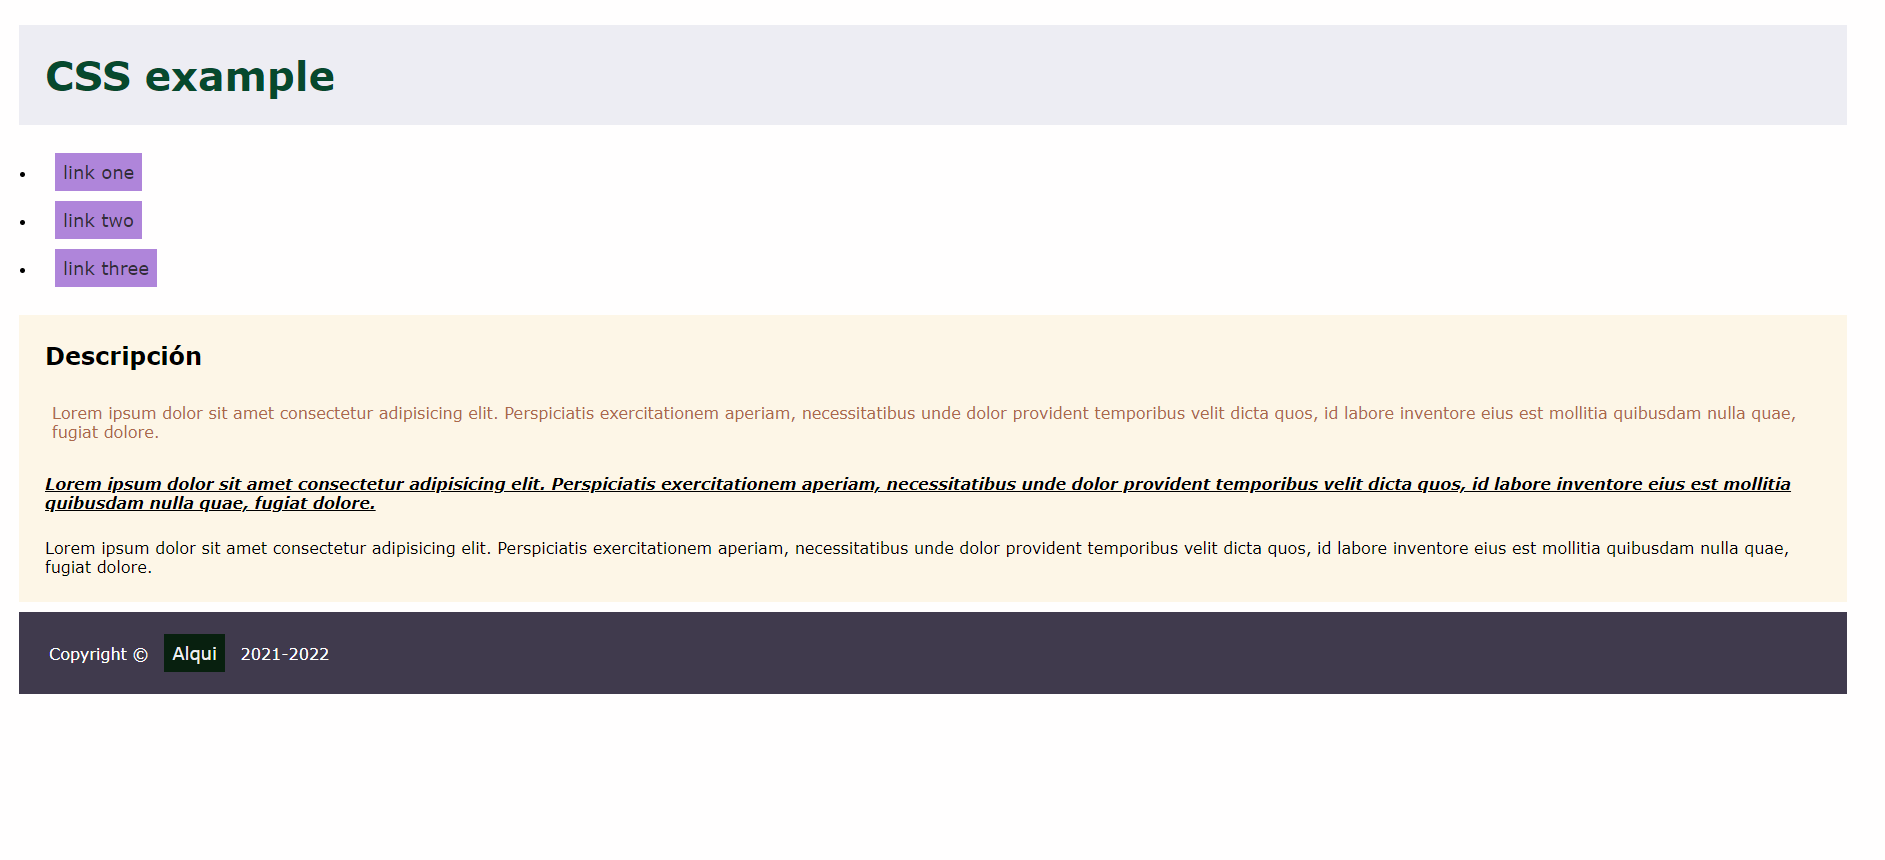 CSS example
link one
link two
link three
Descripción
Lorem ipsum dolor sit amet consectetur adipisicing elit. Perspiciatis exercitationem aperiam, necessitatibus unde dolor provident temporibus velit dicta quos, id labore inventore eius est mollitia quibusdam nulla quae,
fugiat dolore.
Lorem ipsum dolor sit amet consectetur adipisicing elit. Perspiciatis exercitationem aperiam, necessitatibus unde dolor provident temporibus velit dicta quos, id labore inventore eius est mollitia
quibusdam nulla quae, fugiat dolore.
Lorem ipsum dolor sit amet consectetur adipisicing elit. Perspiciatis exercitationem aperiam, necessitatibus unde dolor provident temporibus velit dicta quos, id labore inventore eius est mollitia quibusdam nulla quae,
fugiat dolore.
Copyright © Alqui 2021-2022